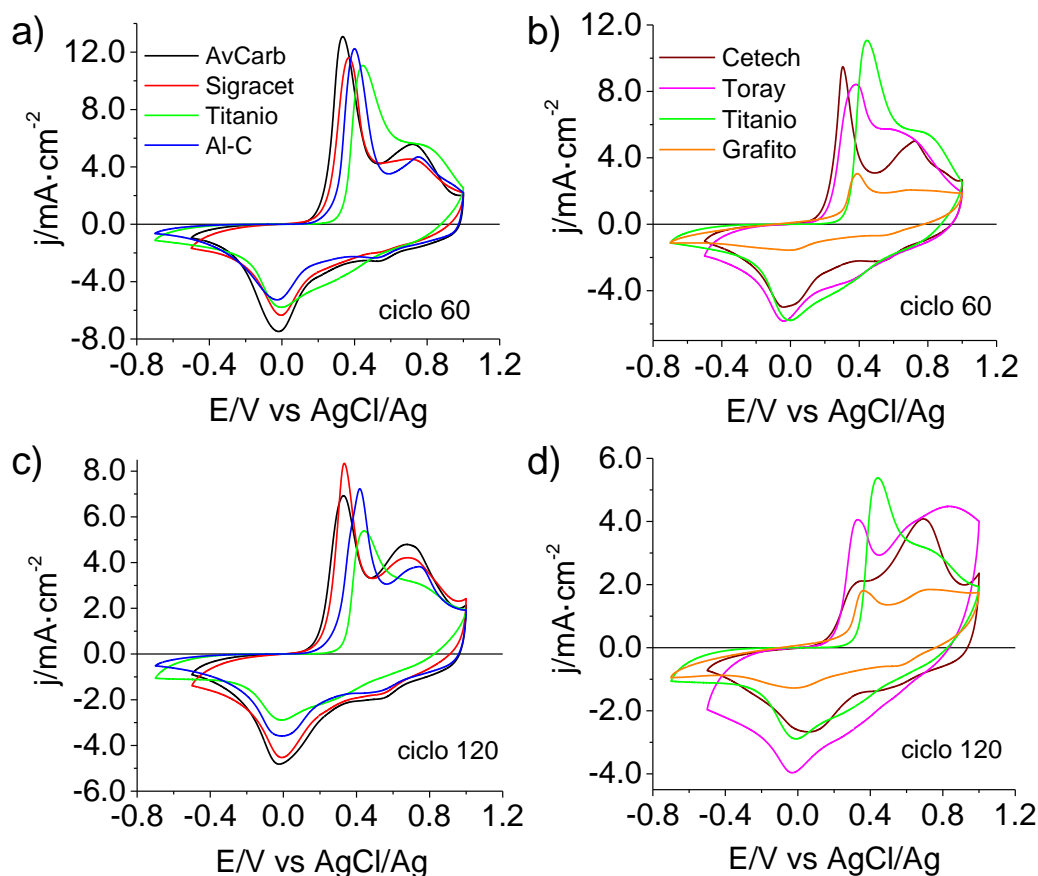 a)
12.0
8.0
4.0
0.0
-4.0
-8.0
j/mA·cm-2
AvCarb
Sigracet
Titanio
Al-C
ciclo 60
-0.8 -0.4 0.0 0.4 0.8 1.2
E/V vs AgCl/Ag
b)
12.0
8.0
4.0
0.0
-4.0
j/mA·cm-2
Cetech
Toray
Titanio
Grafito
ciclo 60
-0.8 -0.4 0.0 0.4 0.8 1.2
E/V vs AgCl/Ag
c)
8.0
6.0
4.0
2.0
0.0
-2.0
-4.0
-6.0
j/mA·cm-2
ciclo 120
-0.8 -0.4 0.0 0.4 0.8 1.2
E/V vs AgCl/Ag
d)
6.0
4.0
2.0
0.0
-2.0
-4.0
j/mA·cm-2
ciclo 120
-0.8 -0.4 0.0 0.4 0.8 1.2
E/V vs AgCl/Ag